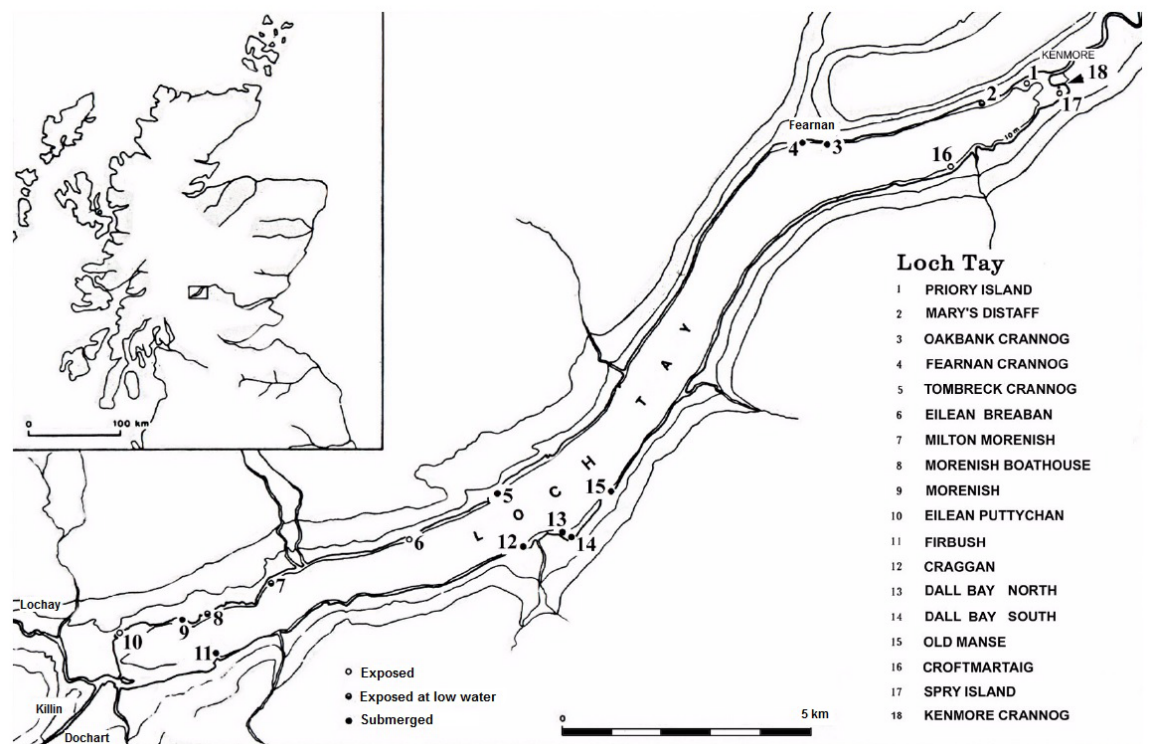 KENMORE
1
18
2
17
Fearnan
4
3
10 m
16
LOCH TAY
5
15
13
6
12
14
7
Lochay
8
9
10
11
Killin
Dochart
0
100 km
Loch Tay
1 PRIORY ISLAND
2 MARY'S DISTAFF
3 OAKBANK CRANNOG
4 FEARNAN CRANNOG
5 TOMBRECK CRANNOG
6 EILEAN BREABAN
7 MILTON MORENISH
8 MORENISH BOATHOUSE
9 MORENISH
10 EILEAN PUTTYCHAN
11 FIRBUSH
12 CRAGGAN
13 DALL BAY NORTH
14 DALL BAY SOUTH
15 OLD MANSE
16 CROFTMARTAIG
17 SPRY ISLAND
18 KENMORE CRANNOG
Exposed
Exposed at low water
Submerged
0
5 km